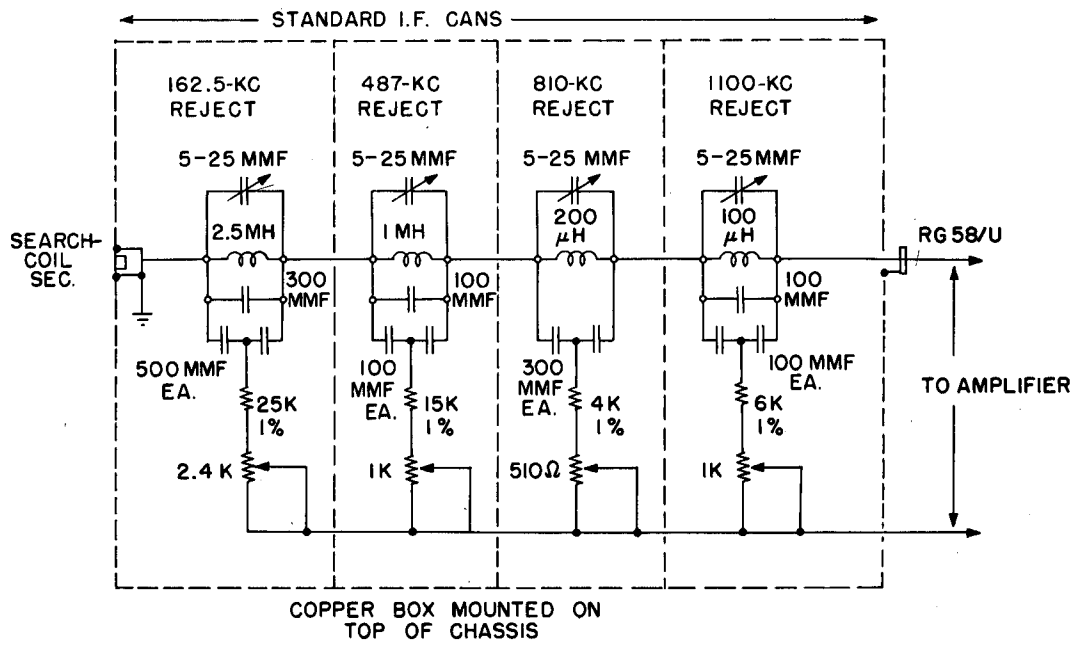 STANDARD I.F. CANS
162.5-KC
REJECT
487-KC
REJECT
810-KC
REJECT
1100-KC
REJECT
5-25 MMF
5-25 MMF
5-25 MMF
5-25 MMF
2.5MH
1 MH
200
μH
100
μH
SEARCH-
COIL
SEC.
RG58/U
300
MMF
100
MMF
100
MMF
500 MMF
EA.
100
MMF
EA.
300
MMF
EA.
100 MMF
EA.
25K
1%
15K
1%
4K
1%
6K
1%
TO AMPLIFIER
2.4 K
1K
510Ω
1K
COPPER BOX MOUNTED ON
TOP OF CHASSIS